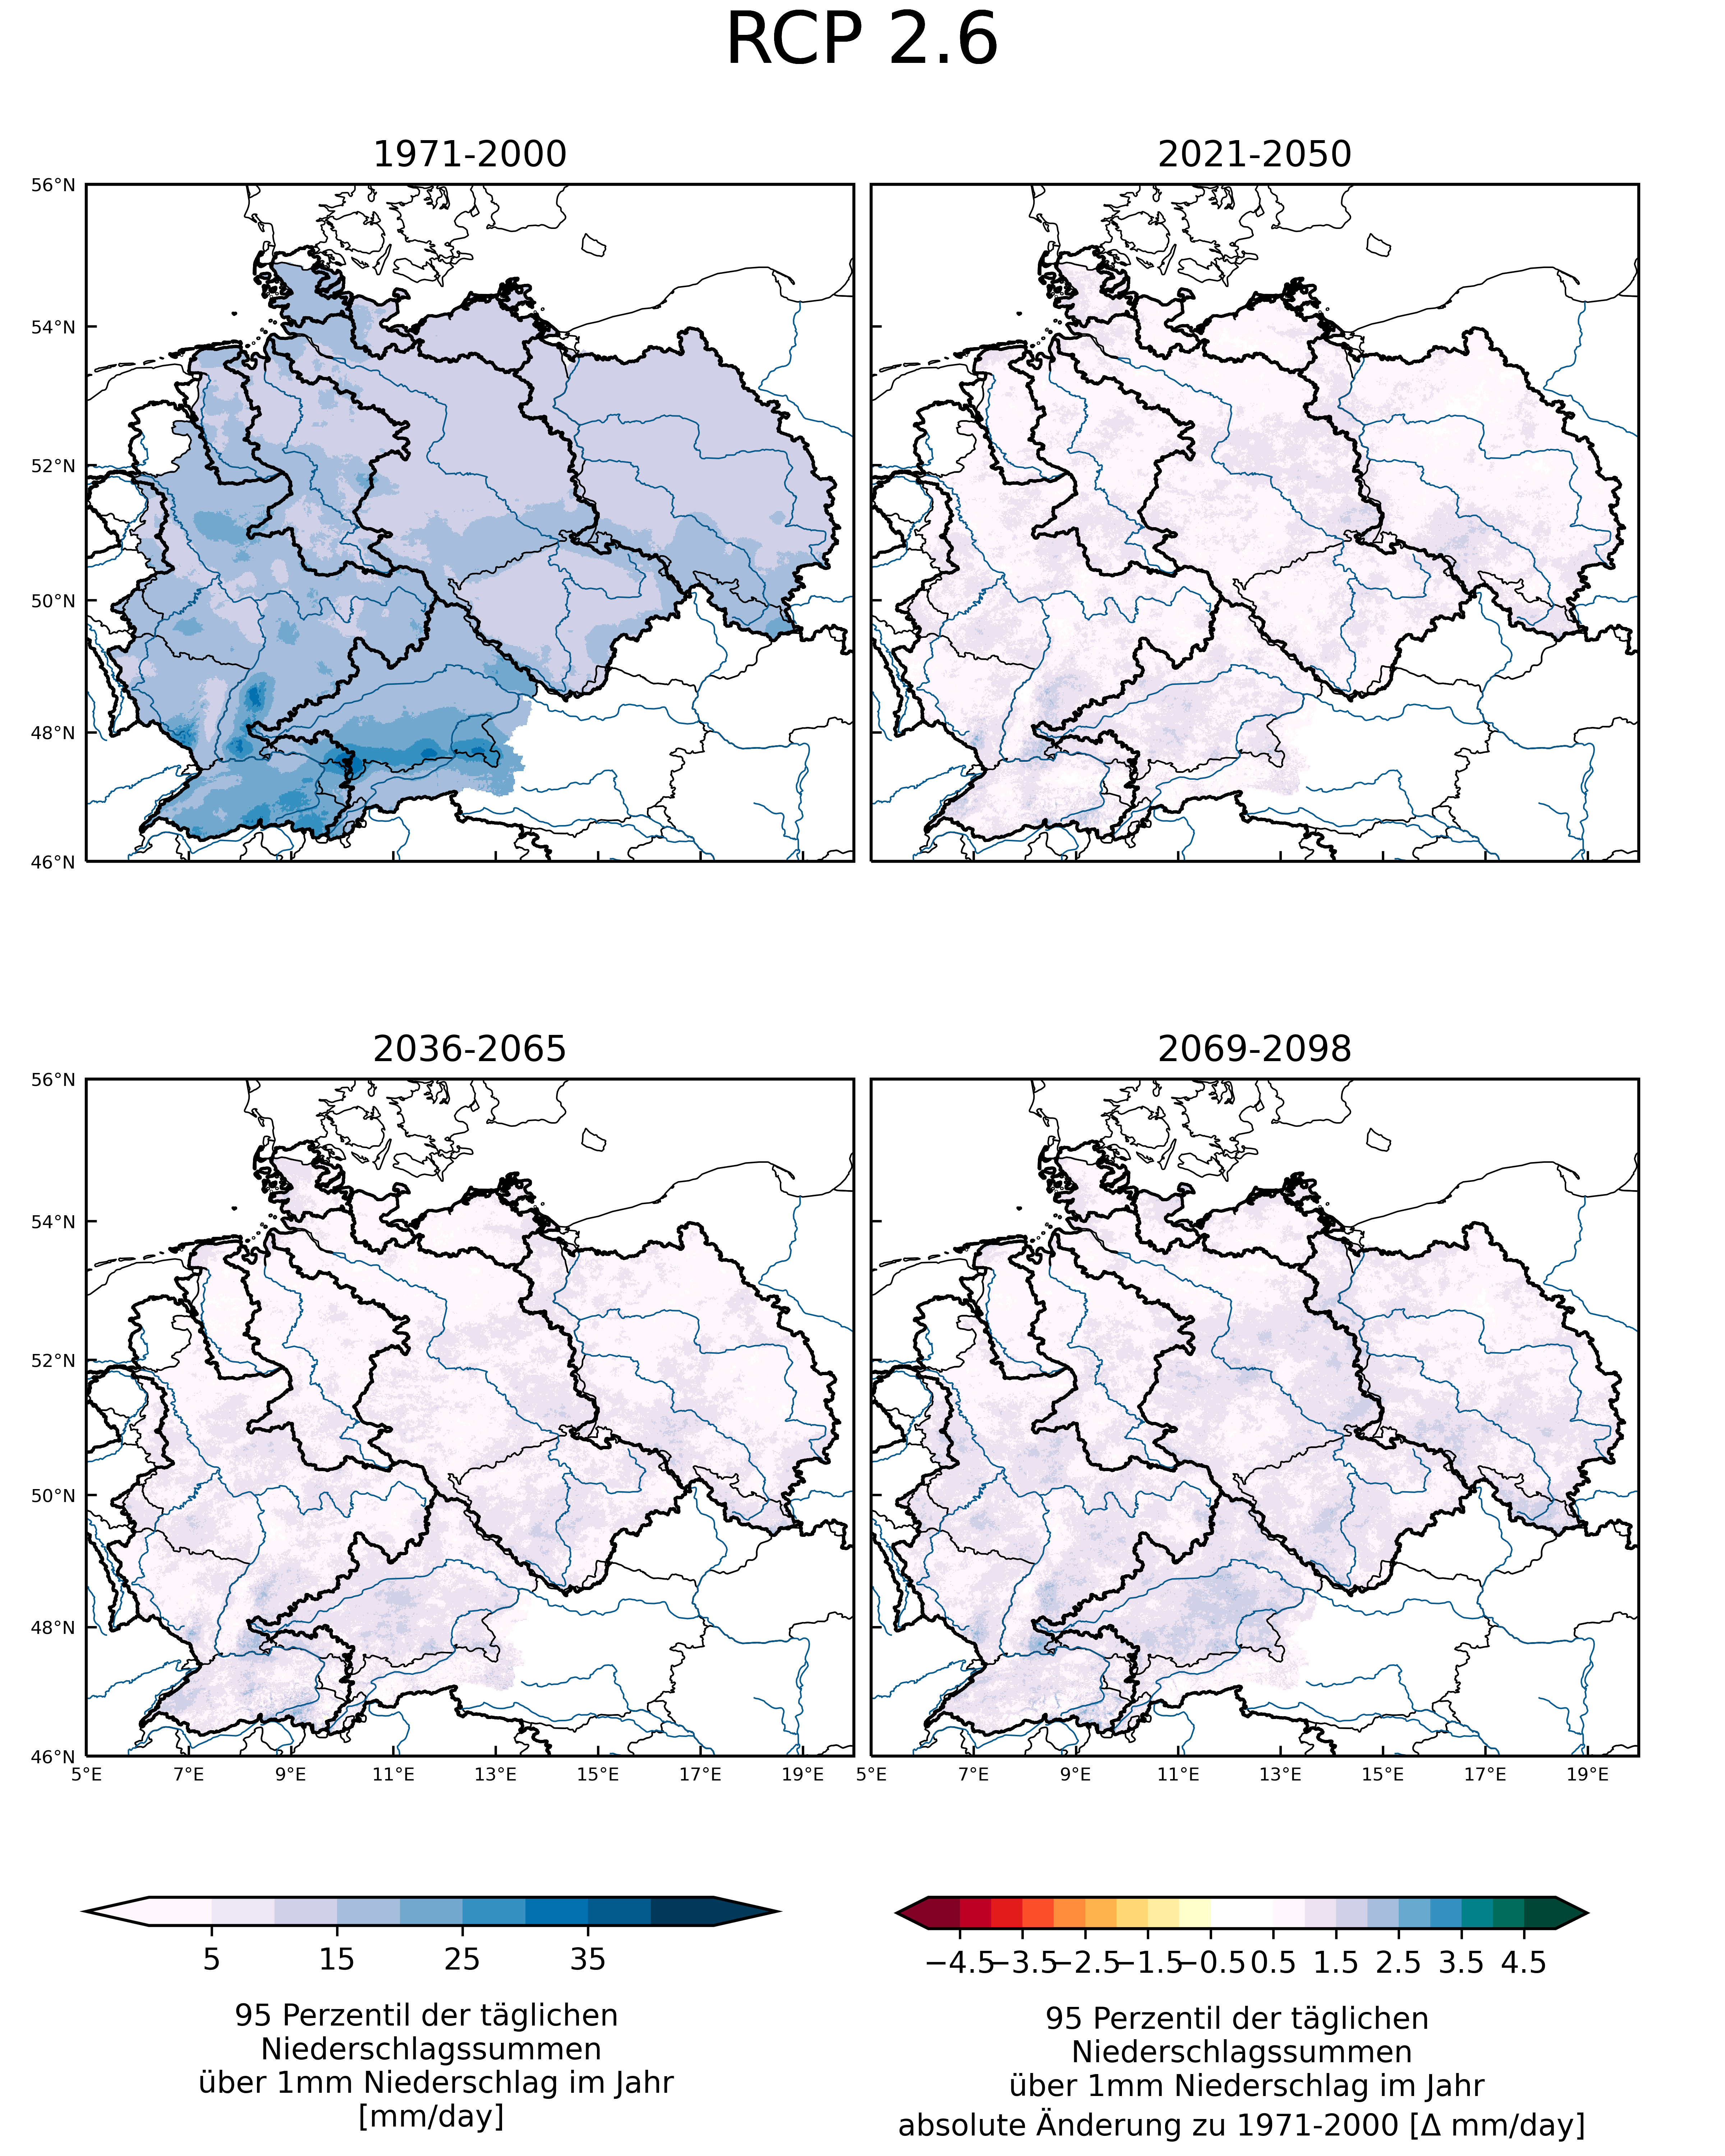 RCP 2.6
1971-2000
2021-2050
56°N
54°N
52°N
50°N
48°N
46°N
2036-2065
2069-2098
56°N
54°N
52°N
50°N
48°N
46°N
5°E 7°E 9°E 11°E 13°E 15°E 17°E 19°E
5°E 7°E 9°E 11°E 13°E 15°E 17°E 19°E
5 15 25 35
95 Perzentil der täglichen
Niederschlagssummen
über 1mm Niederschlag im Jahr
[mm/day]
−4.5 −3.5 −2.5 −1.5 −0.5 0.5 1.5 2.5 3.5 4.5
95 Perzentil der täglichen
Niederschlagssummen
über 1mm Niederschlag im Jahr
absolute Änderung zu 1971-2000 [Δ mm/day]